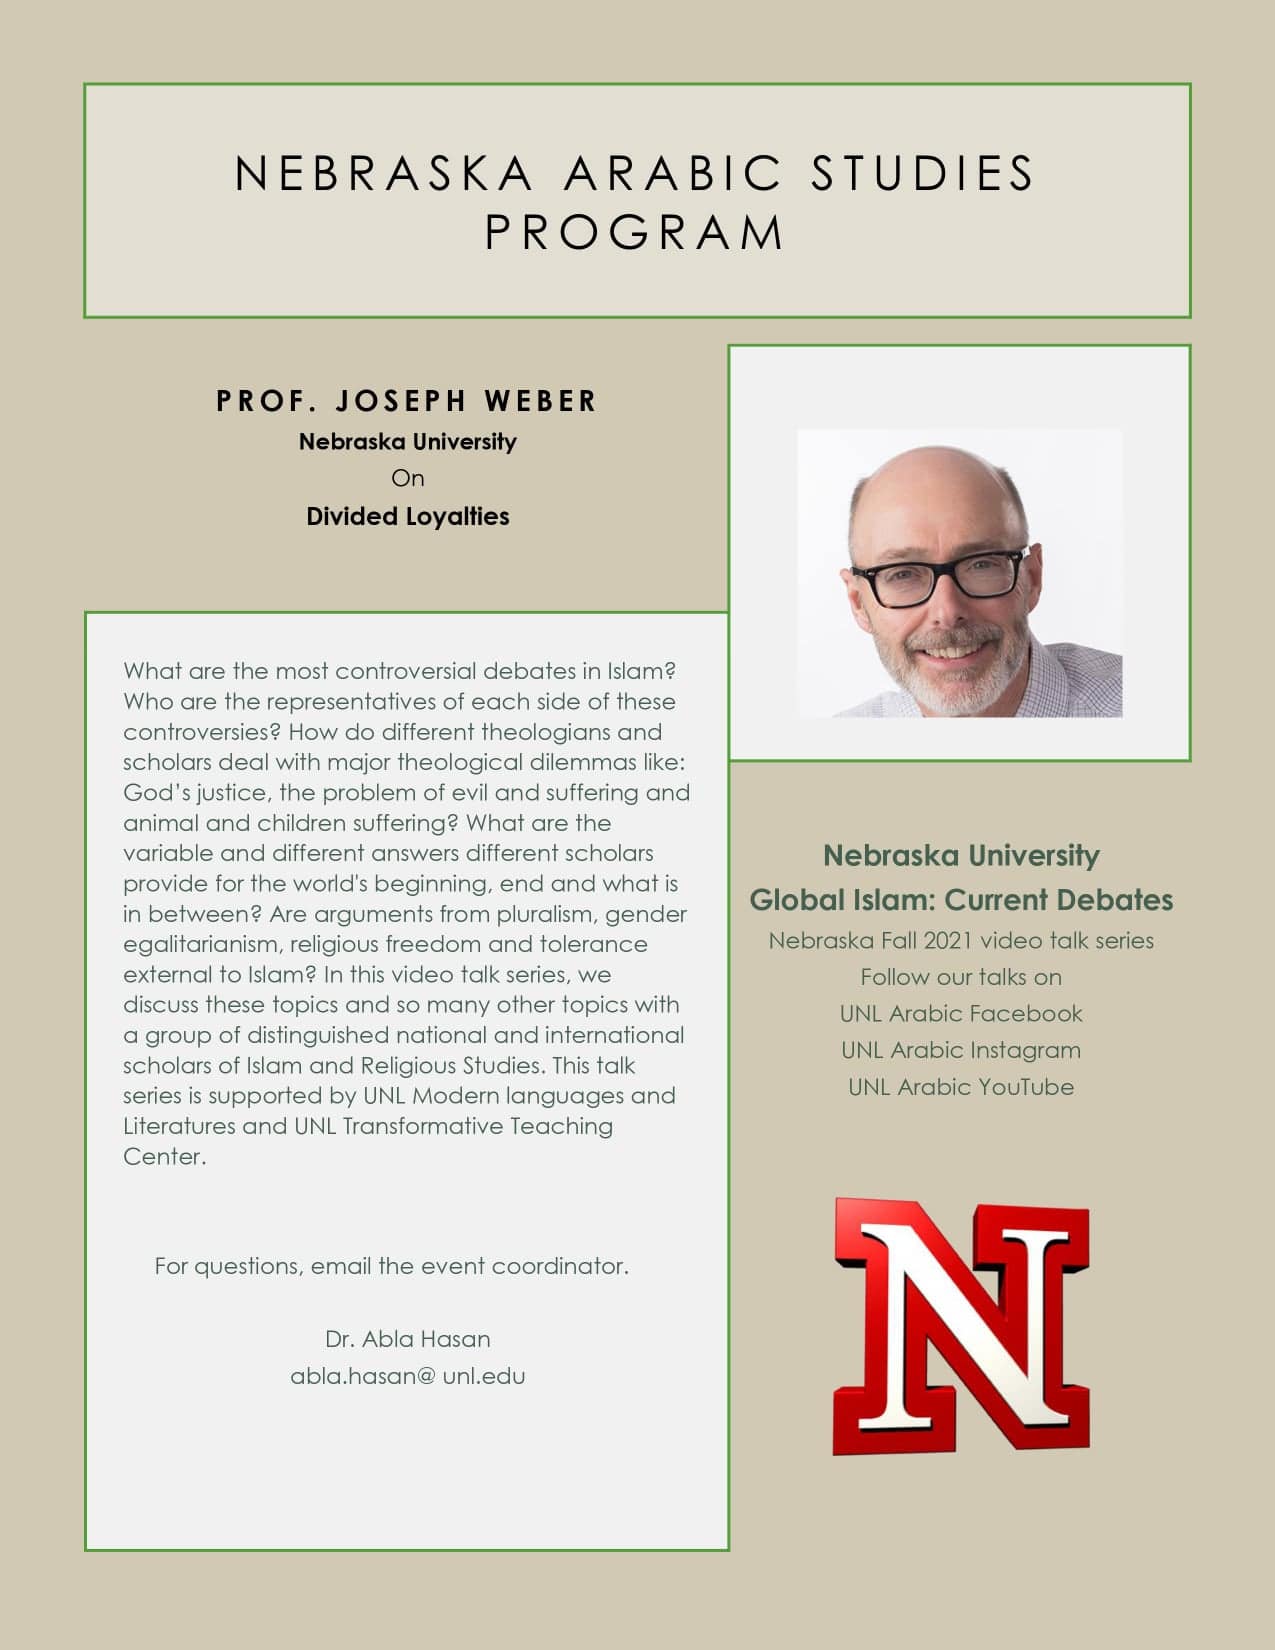 NEBRASKA ARABIC STUDIES
PROGRAM
PROF. JOSEPH WEBER
Nebraska University
On
Divided Loyalties
What are the most controversial debates in Islam?
Who are the representatives of each side of these
controversies? How do different theologians and
scholars deal with major theological dilemmas like:
God’s justice, the problem of evil and suffering and
animal and children suffering? What are the
variable and different answers different scholars
provide for the world's beginning, end and what is
in between? Are arguments from pluralism, gender
egalitarianism, religious freedom and tolerance
external to Islam? In this video talk series, we
discuss these topics and so many other topics with
a group of distinguished national and international
scholars of Islam and Religious Studies. This talk
series is supported by UNL Modern languages and
Literatures and UNL Transformative Teaching
Center.
For questions, email the event coordinator.
Dr. Abla Hasan
abla.hasan@ unl.edu
Nebraska University
Global Islam: Current Debates
Nebraska Fall 2021 video talk series
Follow our talks on
UNL Arabic Facebook
UNL Arabic Instagram
UNL Arabic YouTube
N